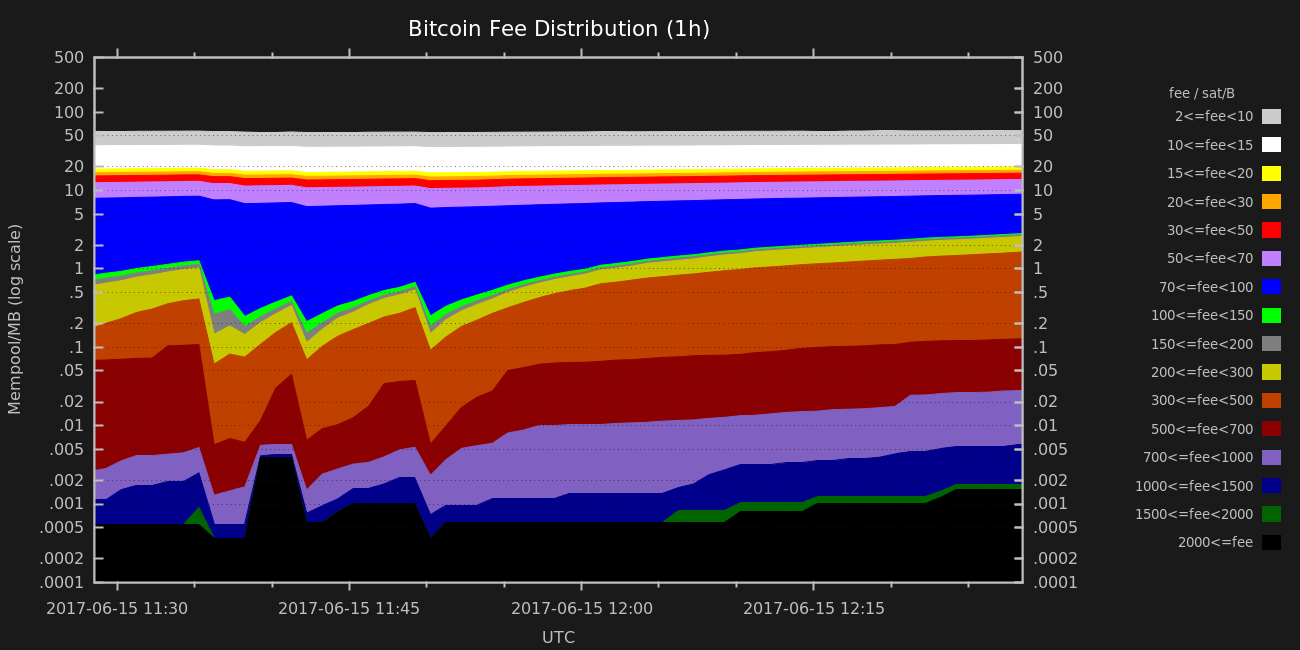 Bitcoin Fee Distribution (1h)
500
200
100
50
20
10
5
2
1
.5
.2
.1
.05
.02
.01
.005
.002
.001
.0005
.0002
.0001
Mempool/MB (log scale)
500
200
100
50
20
10
5
2
1
.5
.2
.1
.05
.02
.01
.005
.002
.001
.0005
.0002
.0001
fee / sat/B
2<=fee<10
10<=fee<15
15<=fee<20
20<=fee<30
30<=fee<50
50<=fee<70
70<=fee<100
100<=fee<150
150<=fee<200
200<=fee<300
300<=fee<500
500<=fee<700
700<=fee<1000
1000<=fee<1500
1500<=fee<2000
2000<=fee
2017-06-15 11:30 2017-06-15 11:45 2017-06-15 12:00 2017-06-15 12:15
UTC